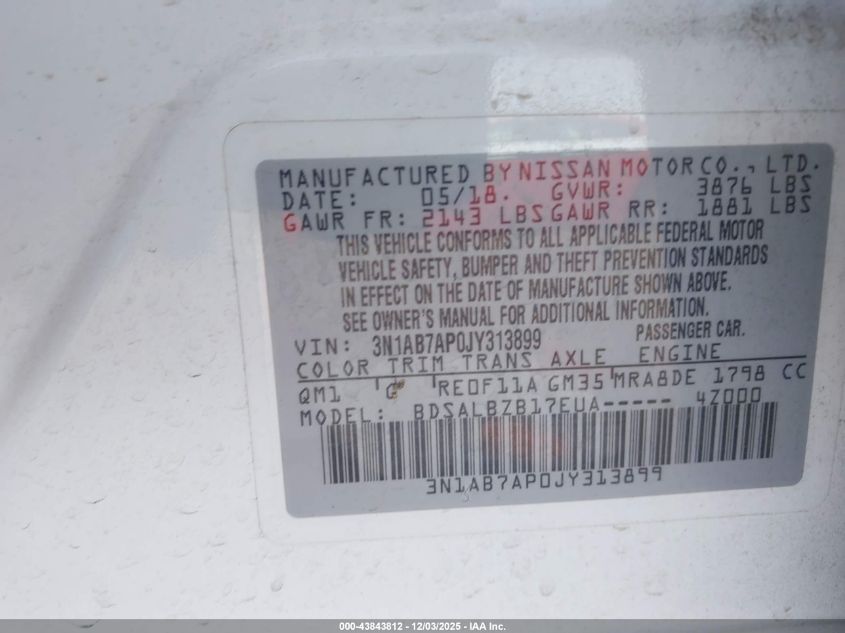 MANUFACTURED BY NISSAN MOTOR CO., LTD.
DATE: 05/18. GVWR: 3876 LBS
GAWR FR: 2143 LBS GAWR RR: 1881 LBS
THIS VEHICLE CONFORMS TO ALL APPLICABLE FEDERAL MOTOR
VEHICLE SAFETY, BUMPER AND THEFT PREVENTION STANDARDS
IN EFFECT ON THE DATE OF MANUFACTURE SHOWN ABOVE.
SEE OWNER'S MANUAL FOR ADDITIONAL INFORMATION.
VIN: 3N1AB7AP0JY313899 PASSENGER CAR.
COLOR TRIM TRANS AXLE ENGINE
QM1 G RE0F11A GM35 MRA8DE 1798 CC
MODEL: BDSALBZB17EUA----- 4Z000
3N1AB7AP0JY313899
000-43843812 - 12/03/2025 - IAA Inc.